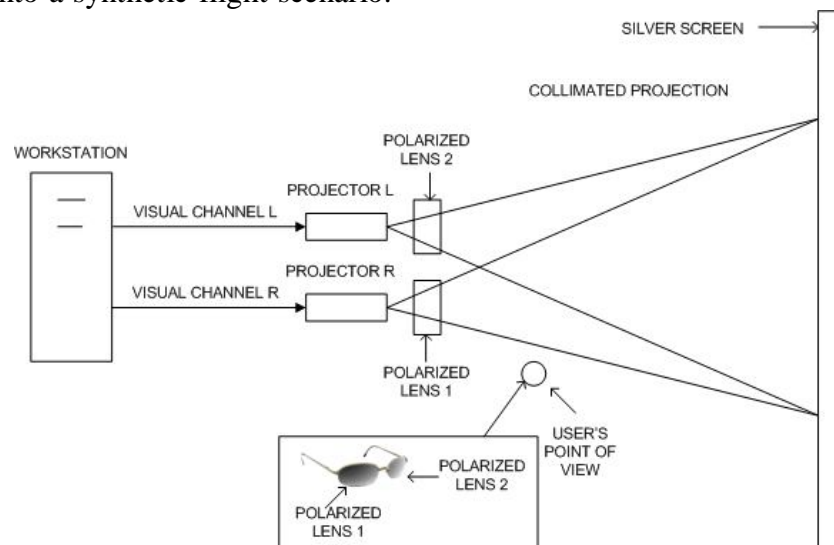 nto a synthetic flight scenario.
SILVER SCREEN
COLLIMATED PROJECTION
POLARIZED
LENS 2
WORKSTATION
PROJECTOR L
VISUAL CHANNEL L
PROJECTOR R
VISUAL CHANNEL R
POLARIZED
LENS 1
USER'S
POINT OF
VIEW
POLARIZED
LENS 2
POLARIZED
LENS 1